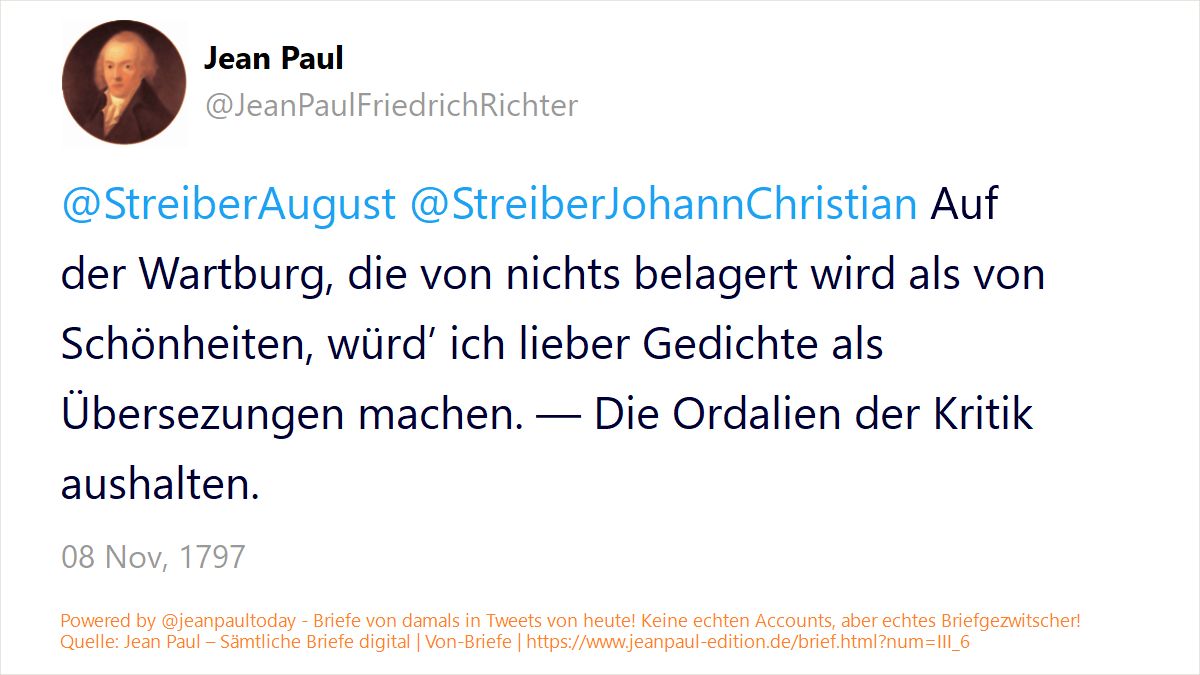 Jean Paul
@JeanPaulFriedrichRichter
@StreiberAugust @StreiberJohannChristian Auf
der Wartburg, die von nichts belagert wird als von
Schönheiten, würd’ ich lieber Gedichte als
Übersezungen machen. — Die Ordalien der Kritik
aushalten.
08 Nov, 1797
Powered by @jeanpaultoday - Briefe von damals in Tweets von heute! Keine echten Accounts, aber echtes Briefgezwitscher!
Quelle: Jean Paul – Sämtliche Briefe digital | Von-Briefe | https://www.jeanpaul-edition.de/brief.html?num=III_6